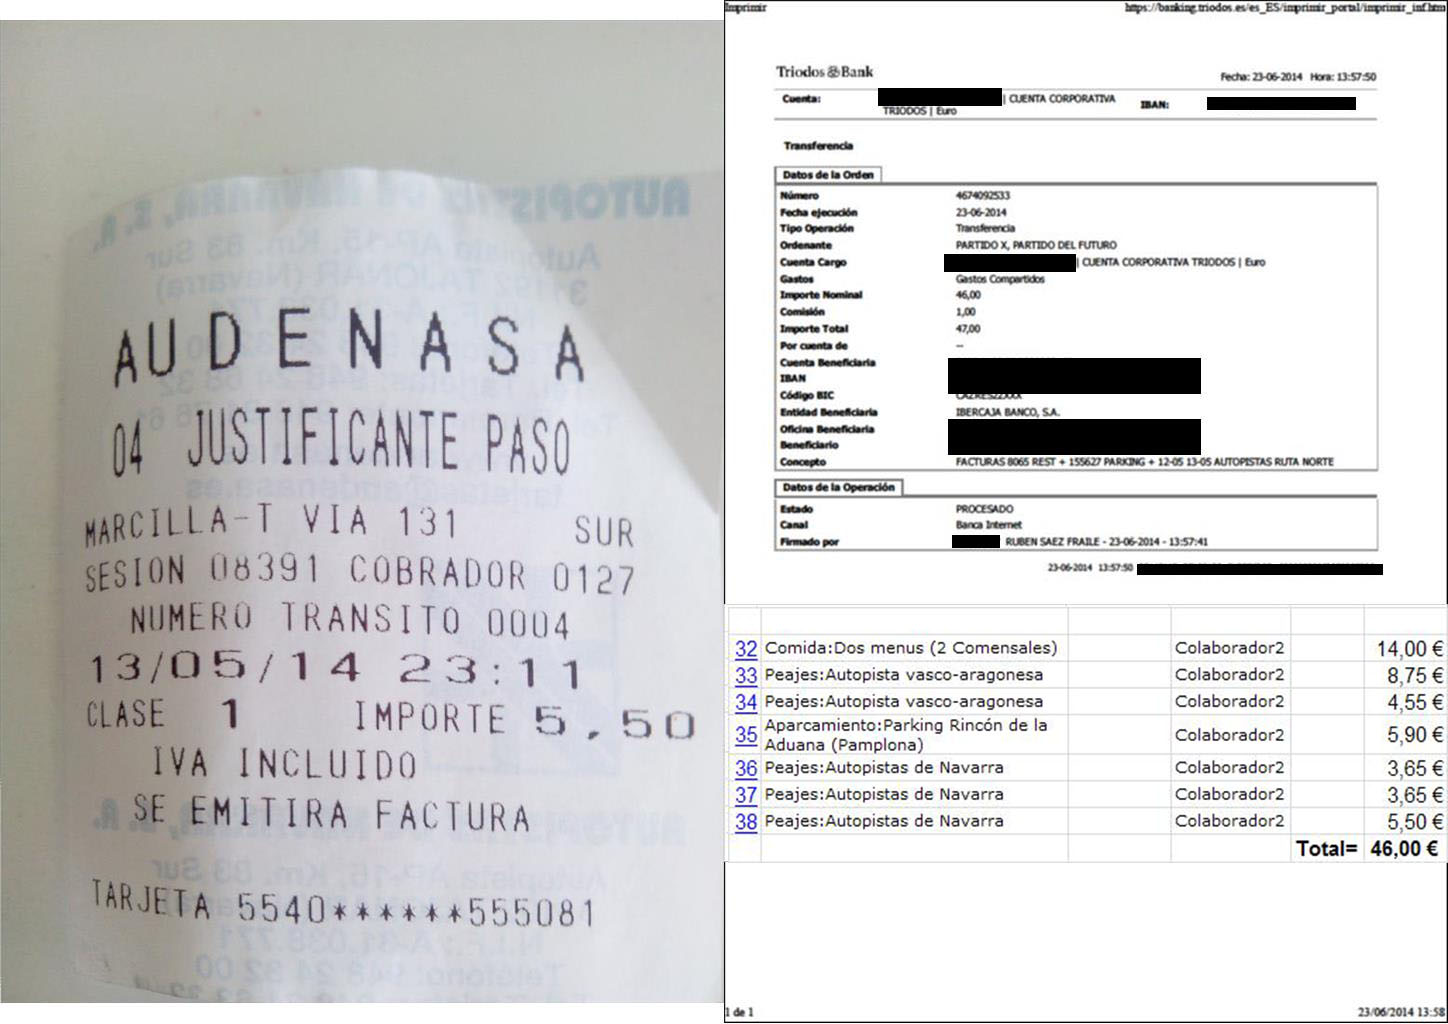 AUDENASA
04 JUSTIFICANTE PASO
MARCILLA-T VIA 131 SUR
SESION 08391 COBRADOR 0127
NUMERO TRANSITO 0004
13/05/14 23:11
CLASE 1 IMPORTE 5,50
IVA INCLUIDO
SE EMITIRA FACTURA
TARJETA 5540******555081
Imprimir https://banking.triodos.es/es_ES/imprimir_portal/imprimir_inf.htm
Triodos Bank
Fecha: 23-06-2014 Hora: 13:57:50
Cuenta: | CUENTA CORPORATIVA
TRIODOS | Euro
IBAN:
Transferencia
Datos de la Orden
Número 4674092533
Fecha ejecución 23-06-2014
Tipo Operación Transferencia
Ordenante PARTIDO X, PARTIDO DEL FUTURO
Cuenta Cargo | CUENTA CORPORATIVA TRIODOS | Euro
Gastos Gastos Compartidos
Importe Nominal 46,00
Comisión 1,00
Importe Total 47,00
Por cuenta de --
Cuenta Beneficiaria
IBAN
Código BIC
Entidad Beneficiaria IBERCAJA BANCO, S.A.
Oficina Beneficiaria
Beneficiario
Concepto FACTURAS 8065 REST + 155627 PARKING + 12-05 13-05 AUTOPISTAS RUTA NORTE
Datos de la Operación
Estado PROCESADO
Canal Banca Internet
Firmado por RUBEN SAEZ FRAILE - 23-06-2014 - 13:57:41
23-06-2014 13:57:50
32 Comida:Dos menus (2 Comensales) Colaborador2 14,00 €
33 Peajes:Autopista vasco-aragonesa Colaborador2 8,75 €
34 Peajes:Autopista vasco-aragonesa Colaborador2 4,55 €
35 Aparcamiento:Parking Rincón de la
Aduana (Pamplona) Colaborador2 5,90 €
36 Peajes:Autopistas de Navarra Colaborador2 3,65 €
37 Peajes:Autopistas de Navarra Colaborador2 3,65 €
38 Peajes:Autopistas de Navarra Colaborador2 5,50 €
Total= 46,00 €
1 de 1 23/06/2014 13:58